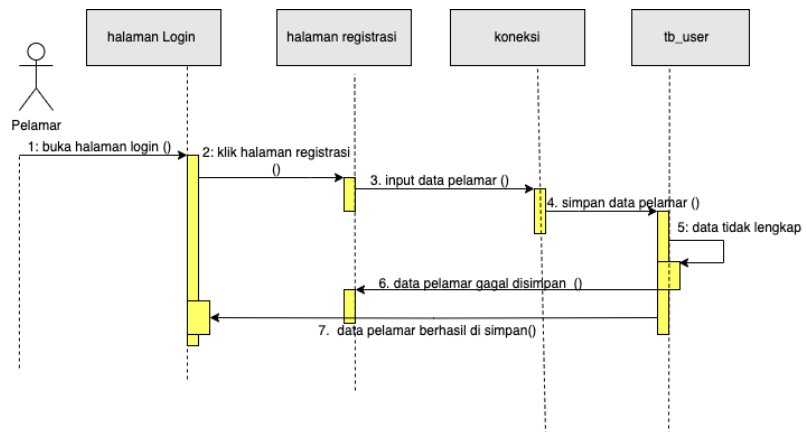 halaman Login
halaman registrasi
koneksi
tb_user
Pelamar
1: buka halaman login ()
2: klik halaman registrasi
()
3. input data pelamar ()
4. simpan data pelamar ()
5: data tidak lengkap
6. data pelamar gagal disimpan ()
7. data pelamar berhasil di simpan()